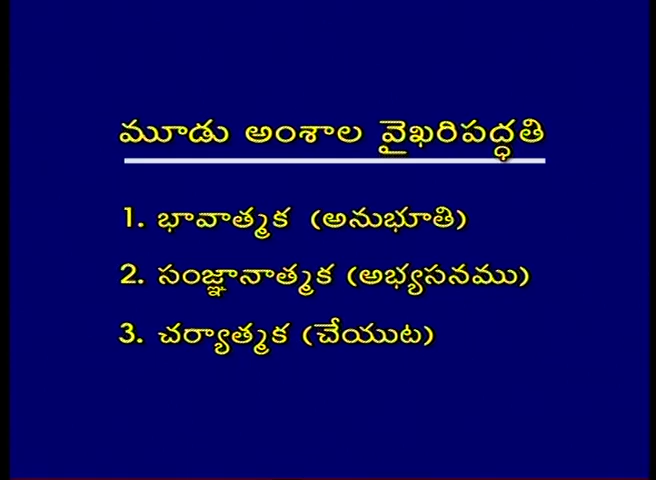 మూడు అంశాల వైఖరిపద్ధతి
1. భావాత్మక (అనుభూతి)
2. సంజ్ఞానాత్మక (అభ్యసనము)
3. చర్యాత్మక (చేయుట)